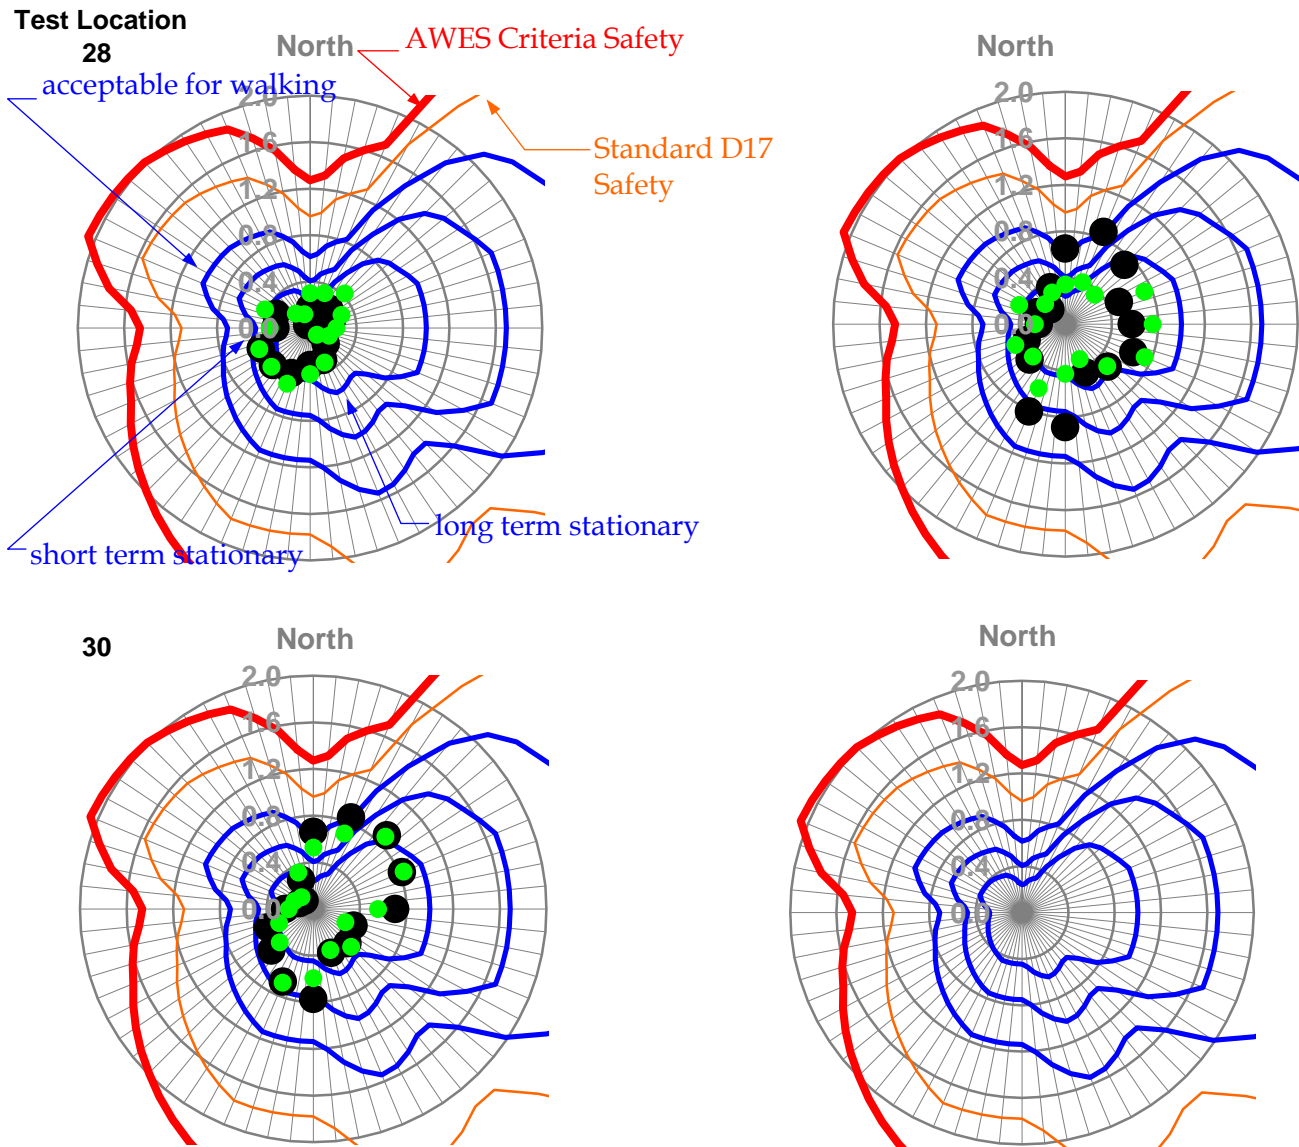 Test Location
28
North
AWES Criteria Safety
acceptable for walking
Standard D17
Safety
2.0
1.6
1.2
0.8
0.4
0.0
long term stationary
short term stationary
North
2.0
1.6
1.2
0.8
0.4
0.0
30
North
2.0
1.6
1.2
0.8
0.4
0.0
North
2.0
1.6
1.2
0.8
0.4
0.0